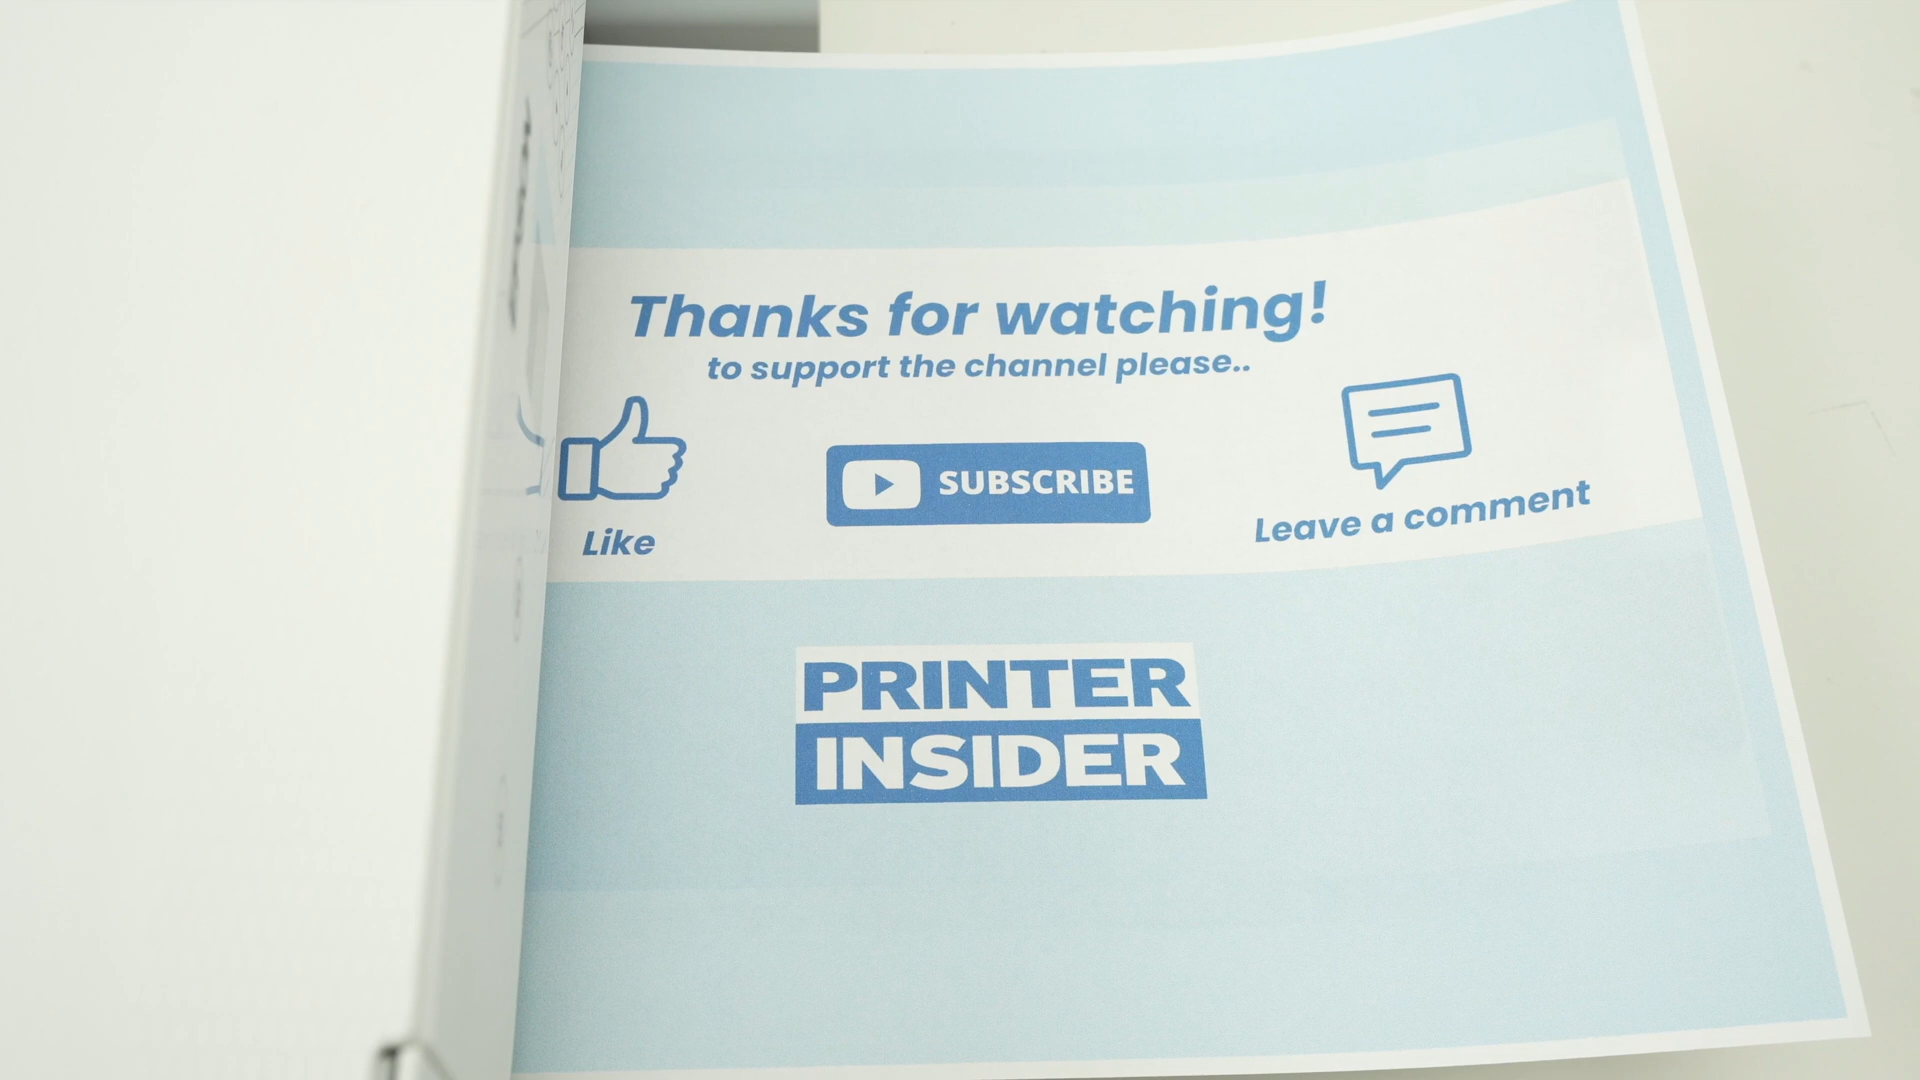 Thanks for watching!
to support the channel please..
Like
SUBSCRIBE
Leave a comment
PRINTER
INSIDER